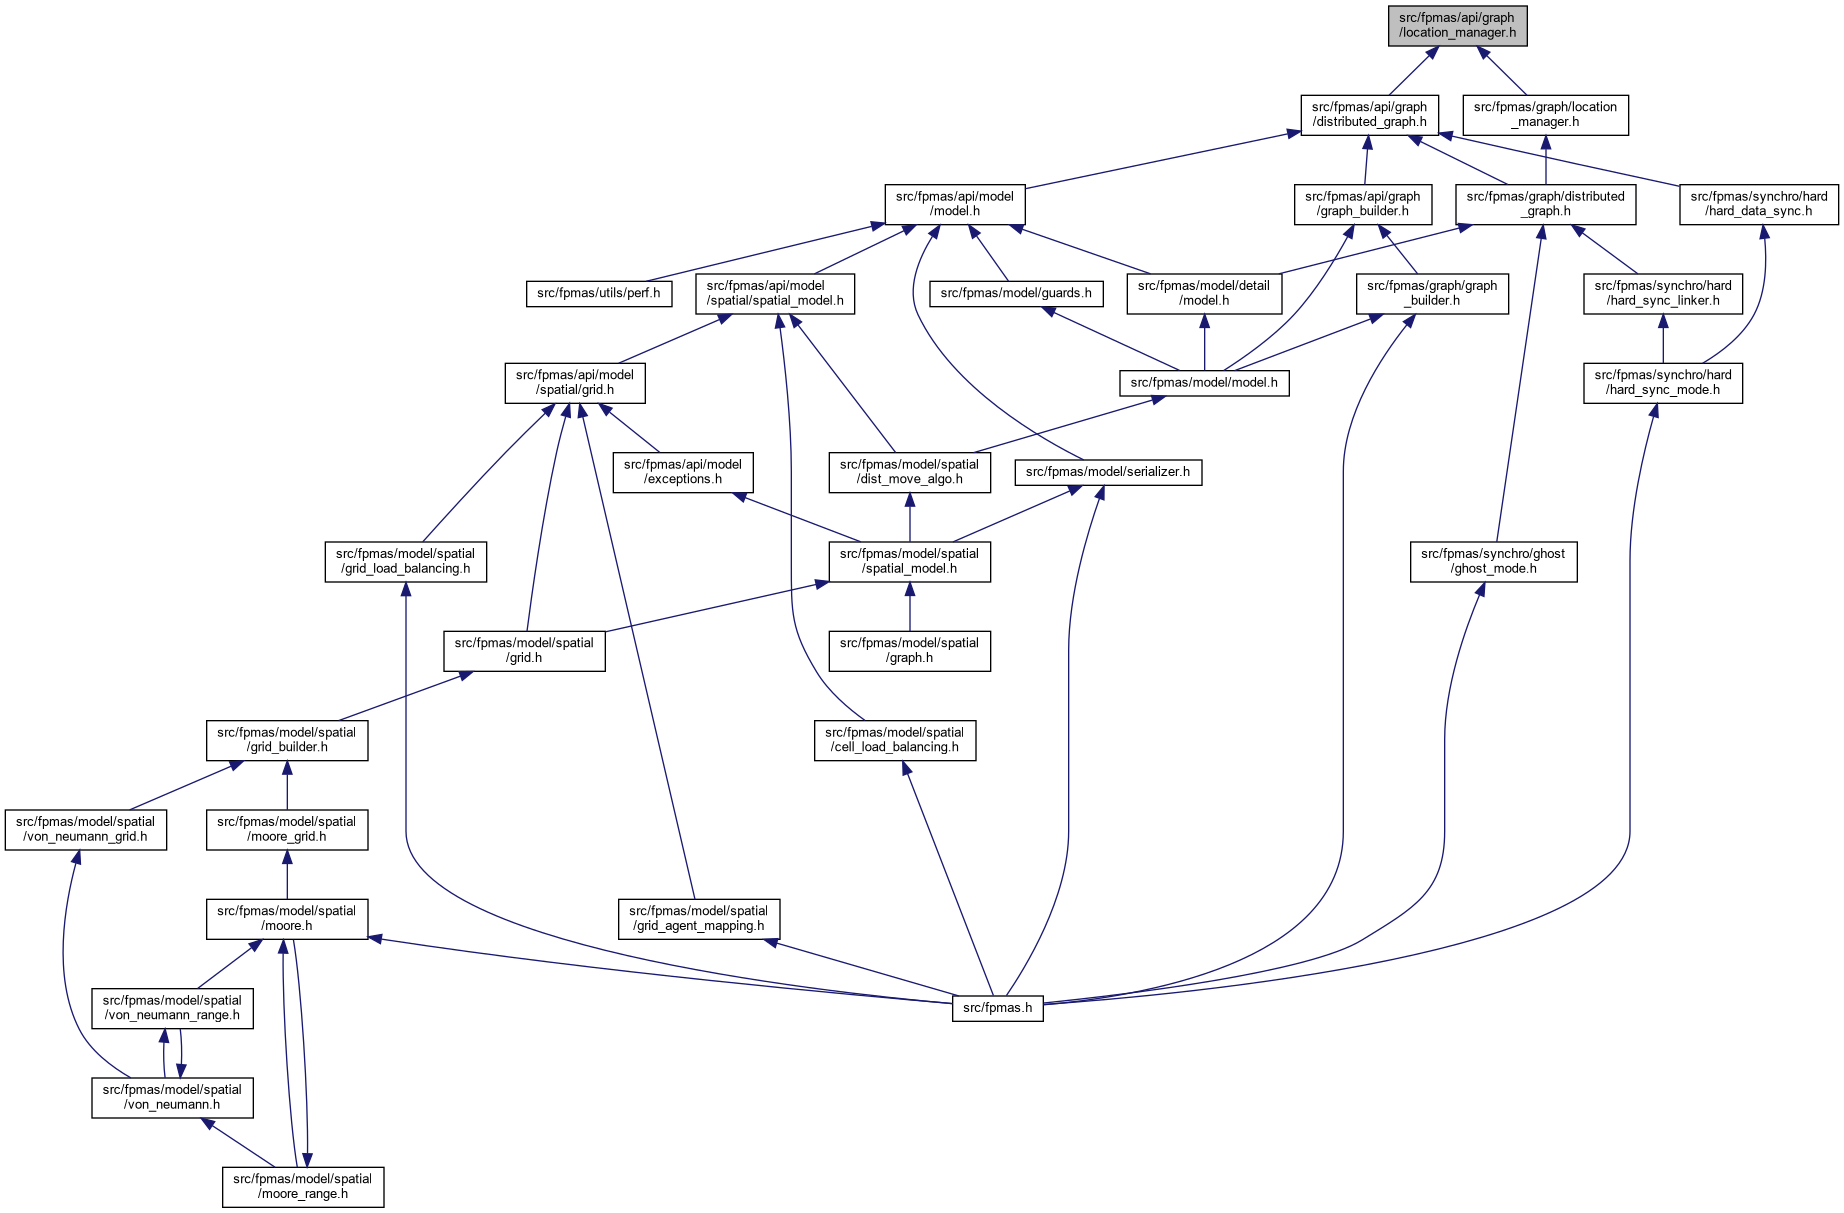 src/fpmas/api/graph
/location_manager.h
src/fpmas/api/graph
/distributed_graph.h
src/fpmas/graph/location
_manager.h
src/fpmas/api/model
/model.h
src/fpmas/api/graph
/graph_builder.h
src/fpmas/graph/distributed
_graph.h
src/fpmas/synchro/hard
/hard_data_sync.h
src/fpmas/utils/perf.h
src/fpmas/api/model
/spatial/spatial_model.h
src/fpmas/model/guards.h
src/fpmas/model/detail
/model.h
src/fpmas/graph/graph
_builder.h
src/fpmas/synchro/hard
/hard_sync_linker.h
src/fpmas/api/model
/spatial/grid.h
src/fpmas/model/model.h
src/fpmas/synchro/hard
/hard_sync_mode.h
src/fpmas/api/model
/exceptions.h
src/fpmas/model/spatial
/dist_move_algo.h
src/fpmas/model/serializer.h
src/fpmas/model/spatial
/grid_load_balancing.h
src/fpmas/model/spatial
/spatial_model.h
src/fpmas/synchro/ghost
/ghost_mode.h
src/fpmas/model/spatial
/grid.h
src/fpmas/model/spatial
/graph.h
src/fpmas/model/spatial
/grid_builder.h
src/fpmas/model/spatial
/cell_load_balancing.h
src/fpmas/model/spatial
/von_neumann_grid.h
src/fpmas/model/spatial
/moore_grid.h
src/fpmas/model/spatial
/moore.h
src/fpmas/model/spatial
/grid_agent_mapping.h
src/fpmas/model/spatial
/von_neumann_range.h
src/fpmas.h
src/fpmas/model/spatial
/von_neumann.h
src/fpmas/model/spatial
/moore_range.h